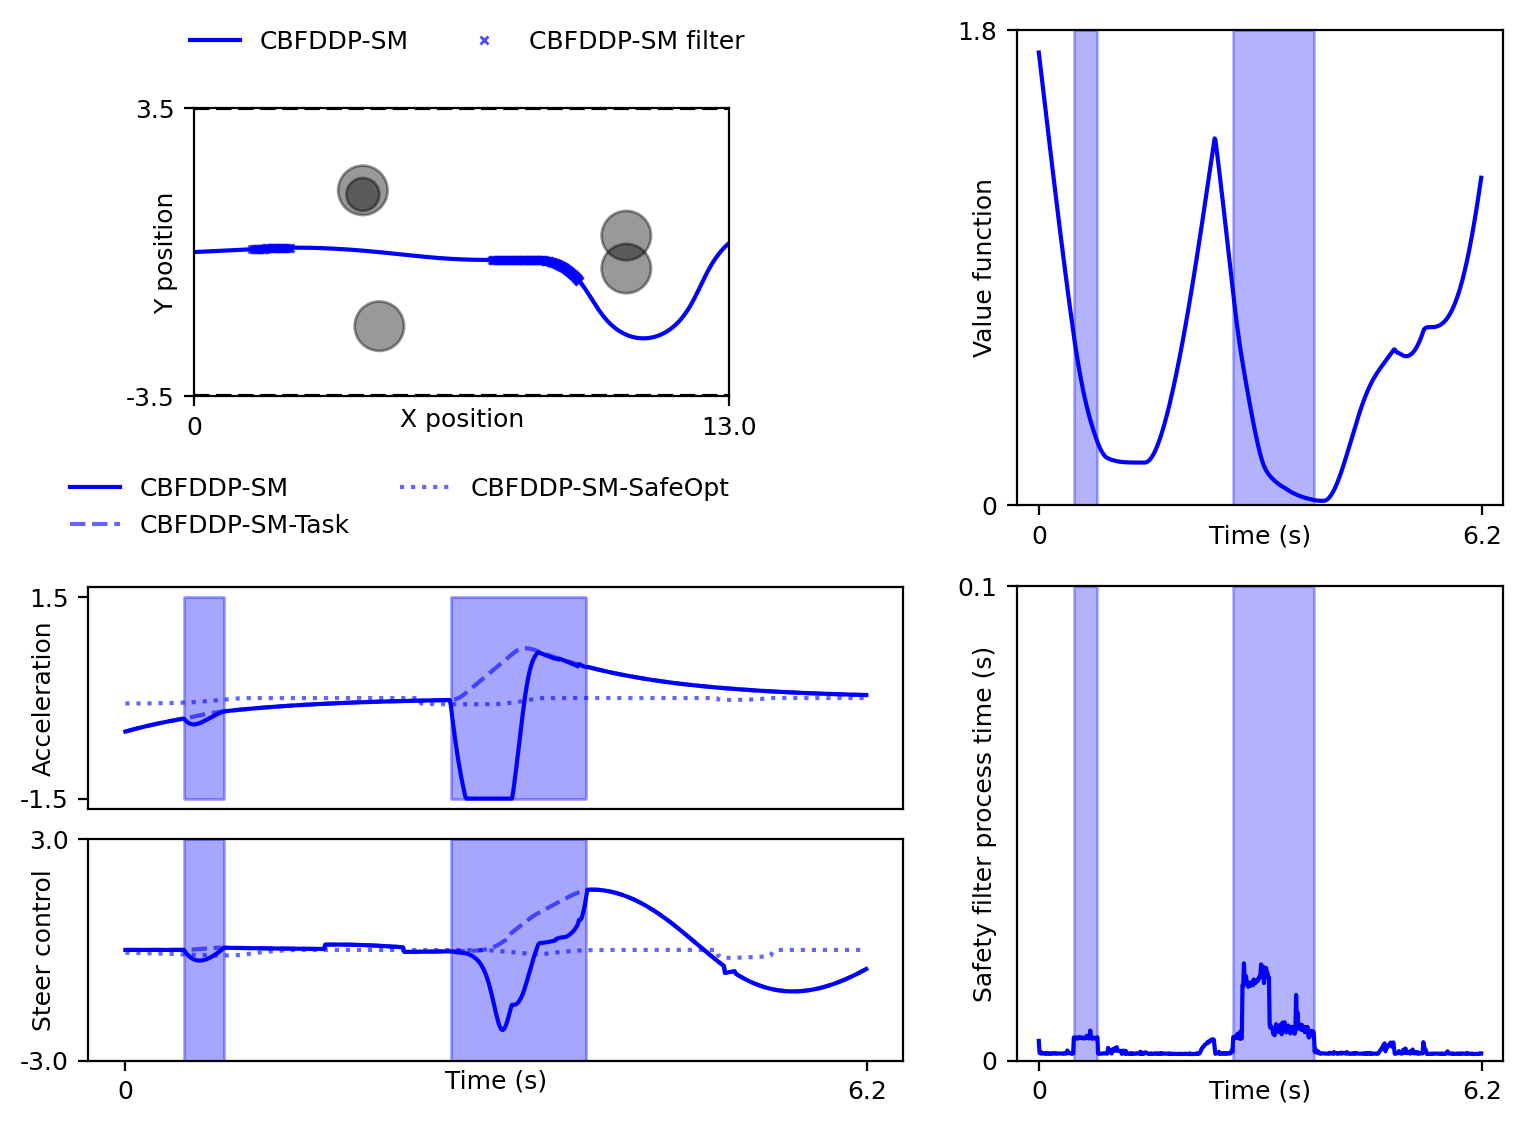 CBFDDP-SM
CBFDDP-SM filter
3.5
Y position
-3.5
0
X position
13.0
CBFDDP-SM
CBFDDP-SM-SafeOpt
CBFDDP-SM-Task
1.5
Acceleration
-1.5
3.0
Steer control
-3.0
0
Time (s)
6.2
1.8
Value function
0
0
Time (s)
6.2
0.1
Safety filter process time (s)
0
0
Time (s)
6.2